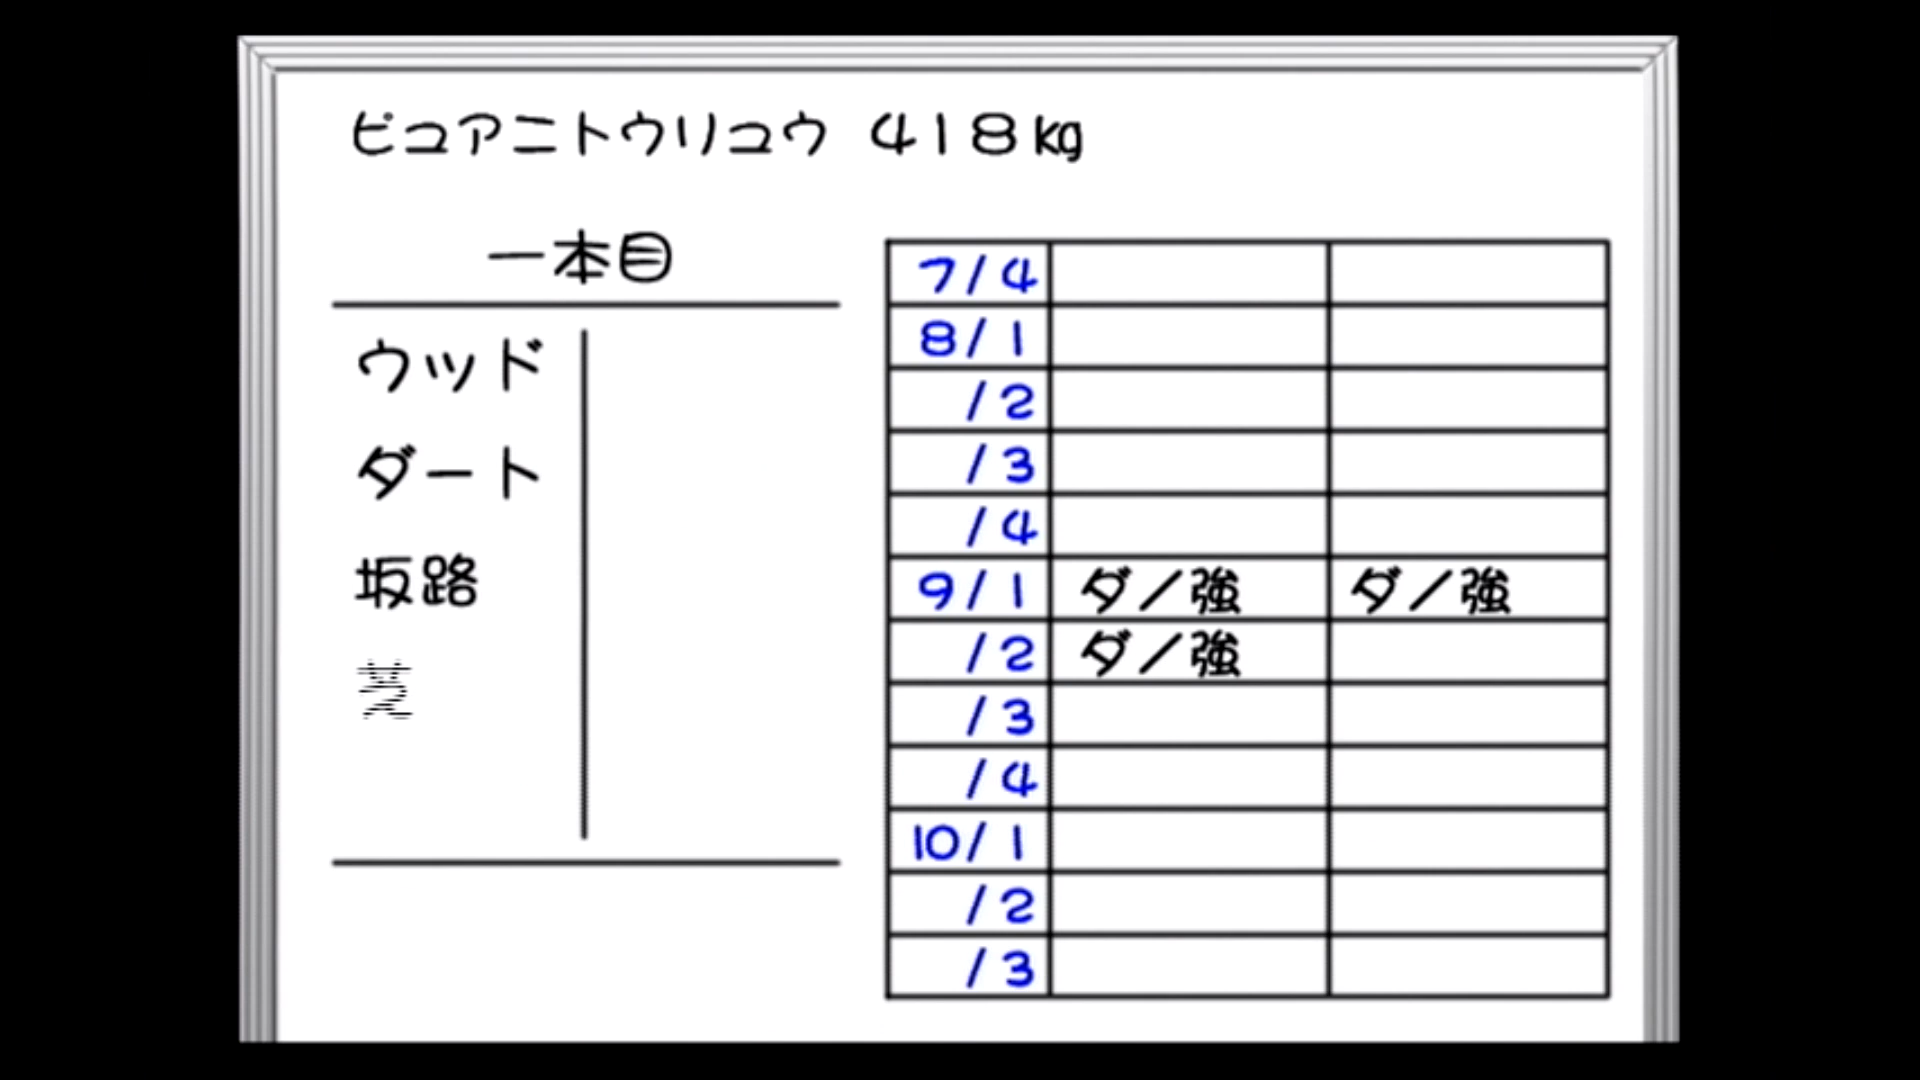 ピュアニトウリュウ 418kg
一本目
ウッド
ダート
坂路
芝
7/4
8/1
/2
/3
/4
9/1 ダ／強 ダ／強
/2 ダ／強
/3
/4
10/1
/2
/3